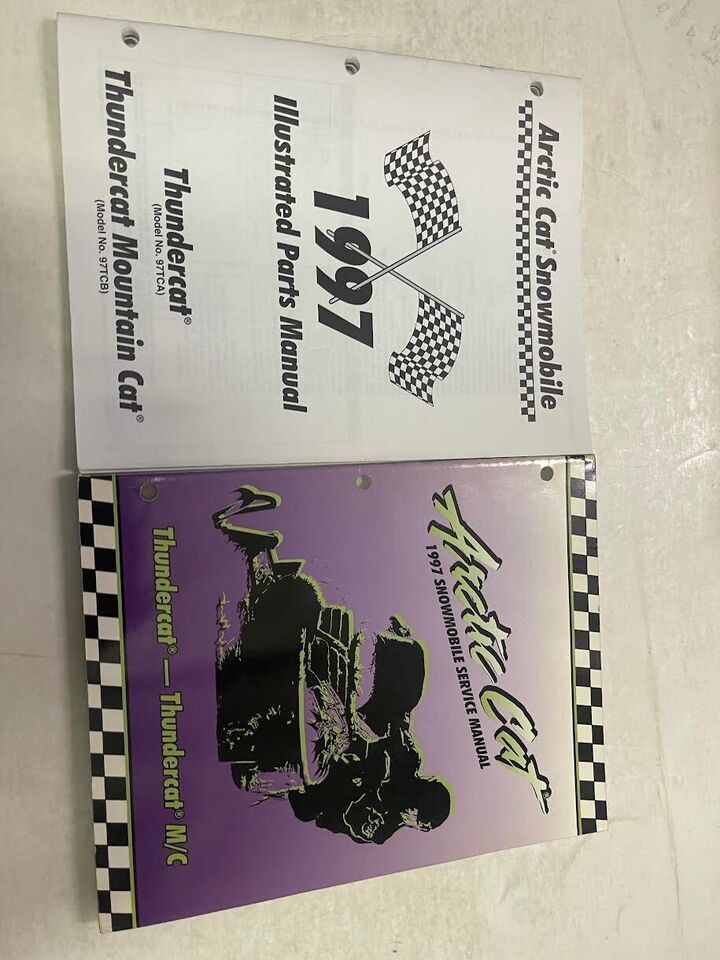 Arctic Cat® Snowmobile
1997
Illustrated Parts Manual
Thundercat®
(Model No. 97TCA)
Thundercat Mountain Cat®
(Model No. 97TCB)
Arctic Cat®
1997 SNOWMOBILE SERVICE MANUAL
Thundercat® — Thundercat® M/C